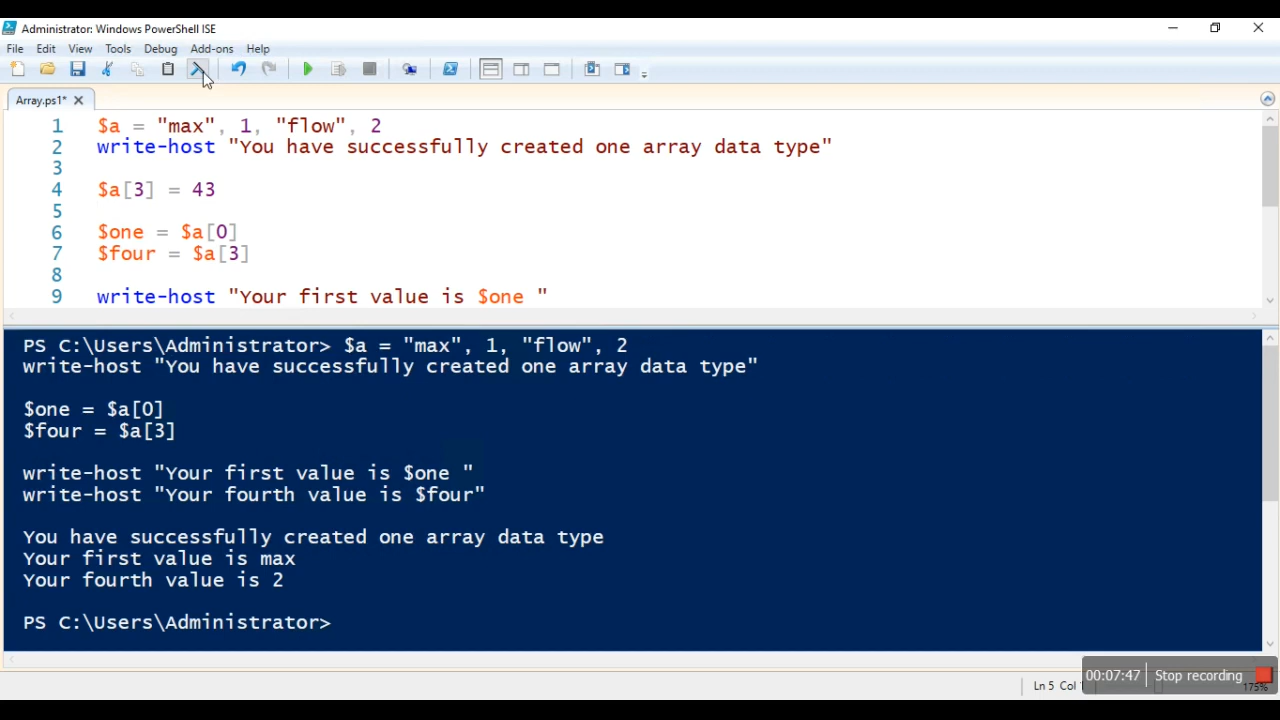 Administrator: Windows PowerShell ISE
File Edit View Tools Debug Add-ons Help
Array.ps1*
1 $a = "max", 1, "flow", 2
2 write-host "You have successfully created one array data type"
3
4 $a[3] = 43
5
6 $one = $a[0]
7 $four = $a[3]
8
9 write-host "Your first value is $one "
PS C:\Users\Administrator> $a = "max", 1, "flow", 2
write-host "You have successfully created one array data type"
$one = $a[0]
$four = $a[3]
write-host "Your first value is $one "
write-host "Your fourth value is $four"
You have successfully created one array data type
Your first value is max
Your fourth value is 2
PS C:\Users\Administrator>
Ln 5 Col
00:07:47 Stop recording
175%